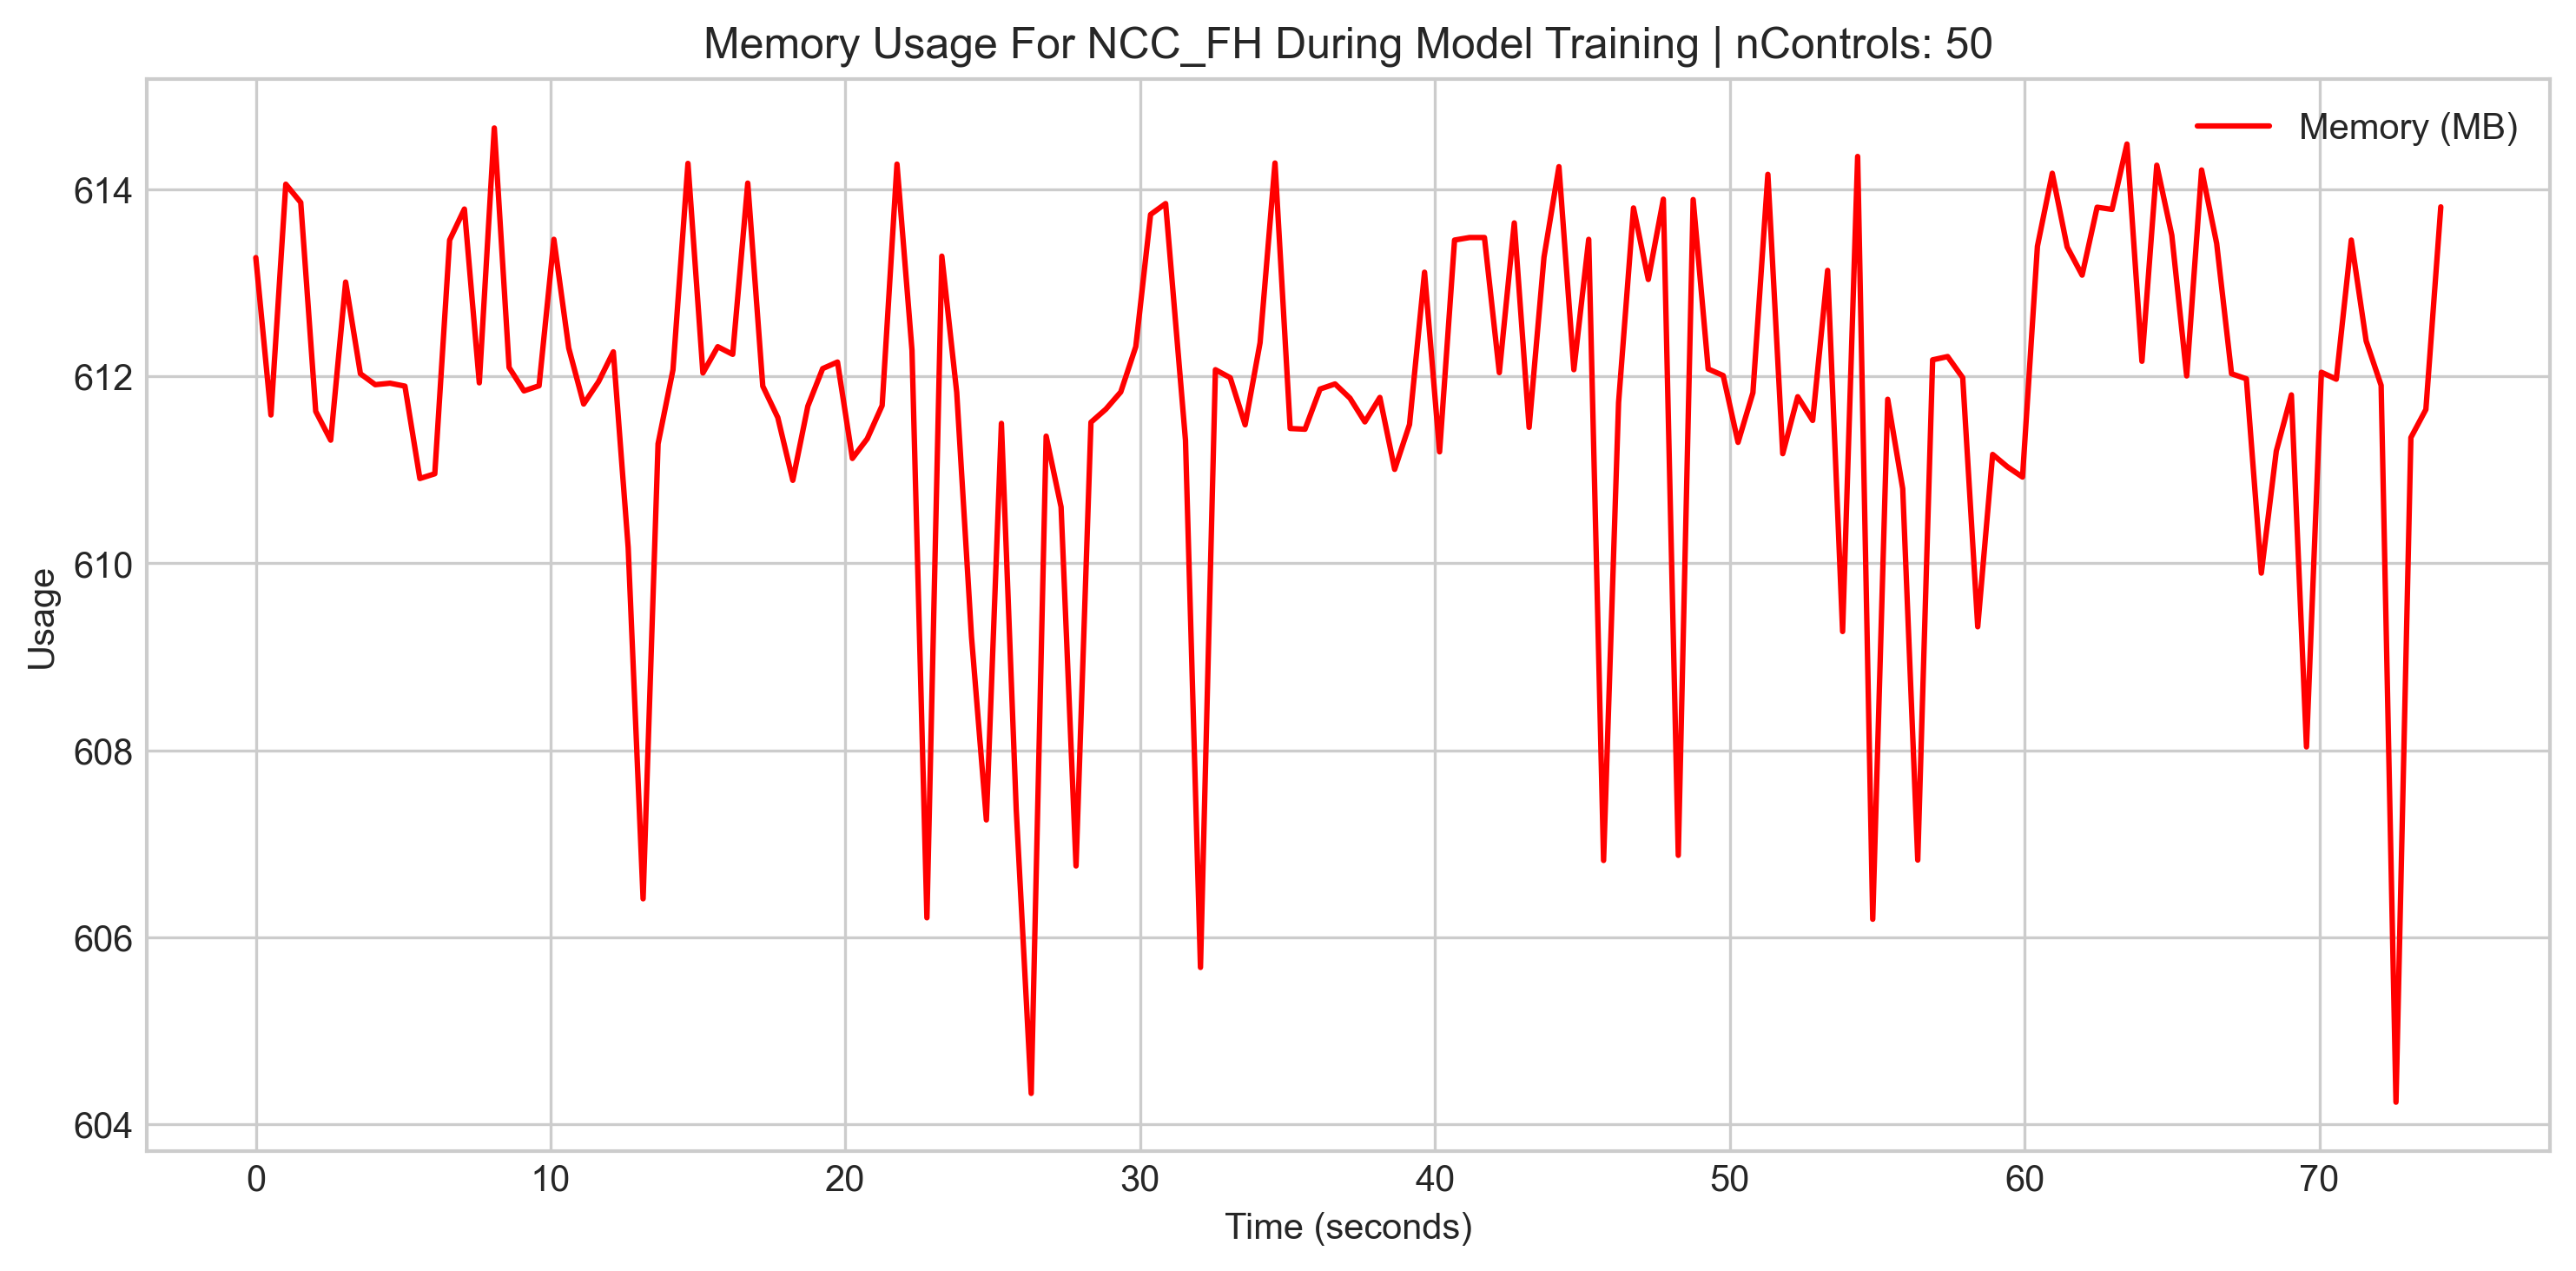 Memory Usage For NCC_FH During Model Training | nControls: 50
Memory (MB)
614
612
610
608
606
604
Usage
0 10 20 30 40 50 60 70
Time (seconds)